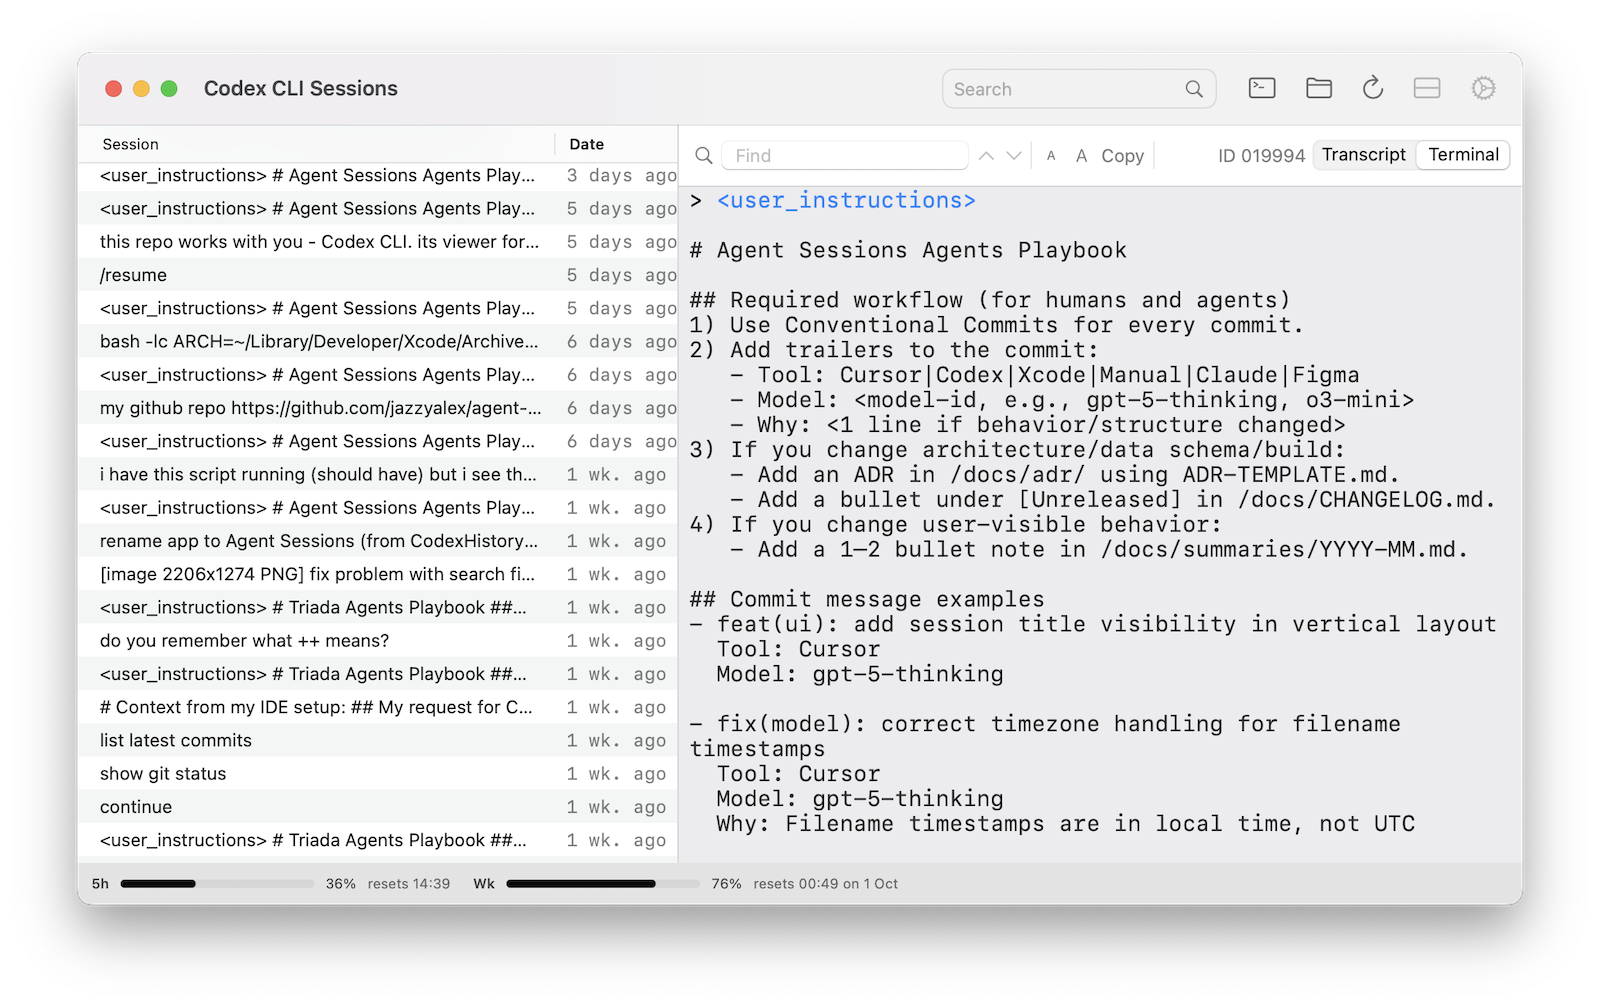 Codex CLI Sessions
Search
Session
Date
<user_instructions> # Agent Sessions Agents Play... 3 days ago
<user_instructions> # Agent Sessions Agents Play... 5 days ago
this repo works with you - Codex CLI. its viewer for... 5 days ago
/resume 5 days ago
<user_instructions> # Agent Sessions Agents Play... 5 days ago
bash -lc ARCH=~/Library/Developer/Xcode/Archive... 6 days ago
<user_instructions> # Agent Sessions Agents Play... 6 days ago
my github repo https://github.com/jazzyalex/agent-... 6 days ago
<user_instructions> # Agent Sessions Agents Play... 6 days ago
i have this script running (should have) but i see th... 1 wk. ago
<user_instructions> # Agent Sessions Agents Play... 1 wk. ago
rename app to Agent Sessions (from CodexHistory... 1 wk. ago
[image 2206x1274 PNG] fix problem with search fi... 1 wk. ago
<user_instructions> # Triada Agents Playbook ##... 1 wk. ago
do you remember what ++ means? 1 wk. ago
<user_instructions> # Triada Agents Playbook ##... 1 wk. ago
# Context from my IDE setup: ## My request for C... 1 wk. ago
list latest commits 1 wk. ago
show git status 1 wk. ago
continue 1 wk. ago
<user_instructions> # Triada Agents Playbook ##... 1 wk. ago
Find
A A Copy
ID 019994
Transcript
Terminal
> <user_instructions>
# Agent Sessions Agents Playbook
## Required workflow (for humans and agents)
1) Use Conventional Commits for every commit.
2) Add trailers to the commit:
– Tool: Cursor|Codex|Xcode|Manual|Claude|Figma
– Model: <model-id, e.g., gpt-5-thinking, o3-mini>
– Why: <1 line if behavior/structure changed>
3) If you change architecture/data schema/build:
– Add an ADR in /docs/adr/ using ADR-TEMPLATE.md.
– Add a bullet under [Unreleased] in /docs/CHANGELOG.md.
4) If you change user-visible behavior:
– Add a 1–2 bullet note in /docs/summaries/YYYY-MM.md.
## Commit message examples
– feat(ui): add session title visibility in vertical layout
Tool: Cursor
Model: gpt-5-thinking
– fix(model): correct timezone handling for filename
timestamps
Tool: Cursor
Model: gpt-5-thinking
Why: Filename timestamps are in local time, not UTC
5h 36% resets 14:39 Wk 76% resets 00:49 on 1 Oct